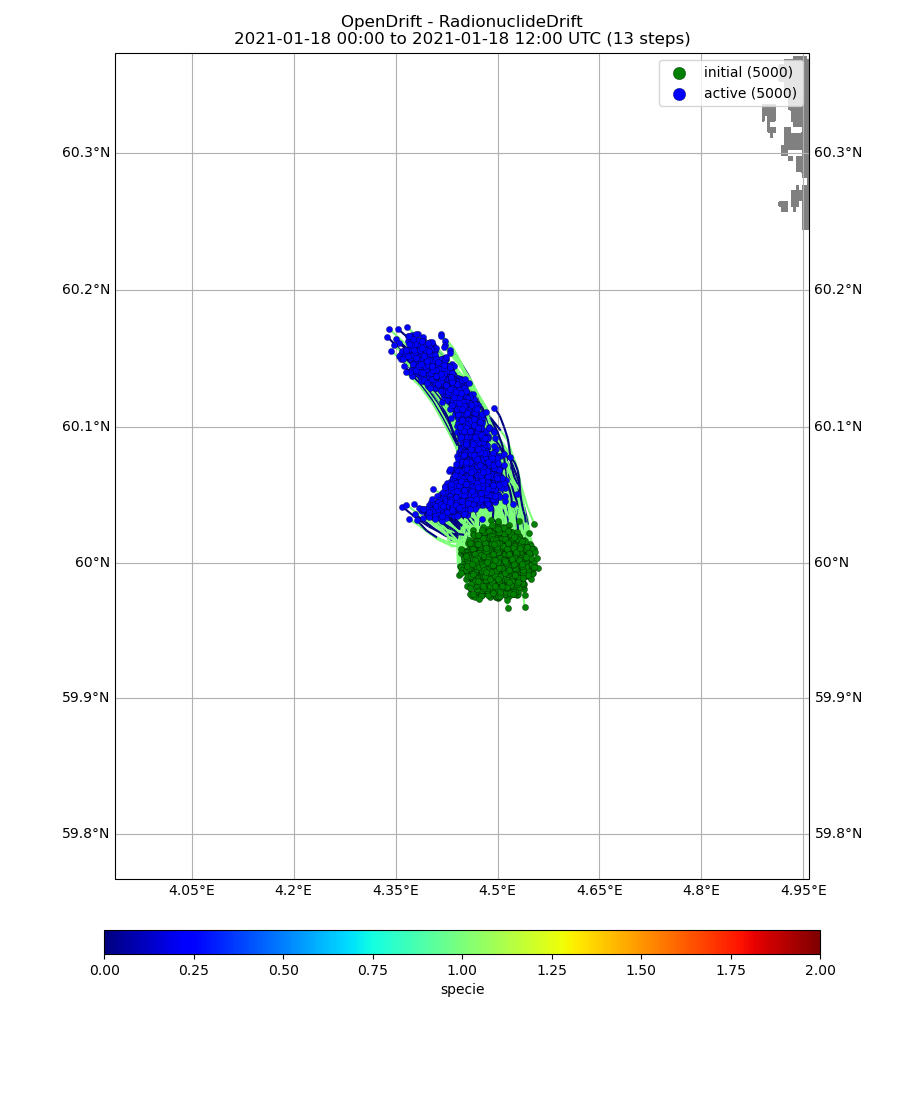 OpenDrift - RadionuclideDrift
2021-01-18 00:00 to 2021-01-18 12:00 UTC (13 steps)
initial (5000)
active (5000)
60.3°N 60.3°N
60.2°N 60.2°N
60.1°N 60.1°N
60°N 60°N
59.9°N 59.9°N
59.8°N 59.8°N
4.05°E 4.2°E 4.35°E 4.5°E 4.65°E 4.8°E 4.95°E
0.00 0.25 0.50 0.75 1.00 1.25 1.50 1.75 2.00
specie